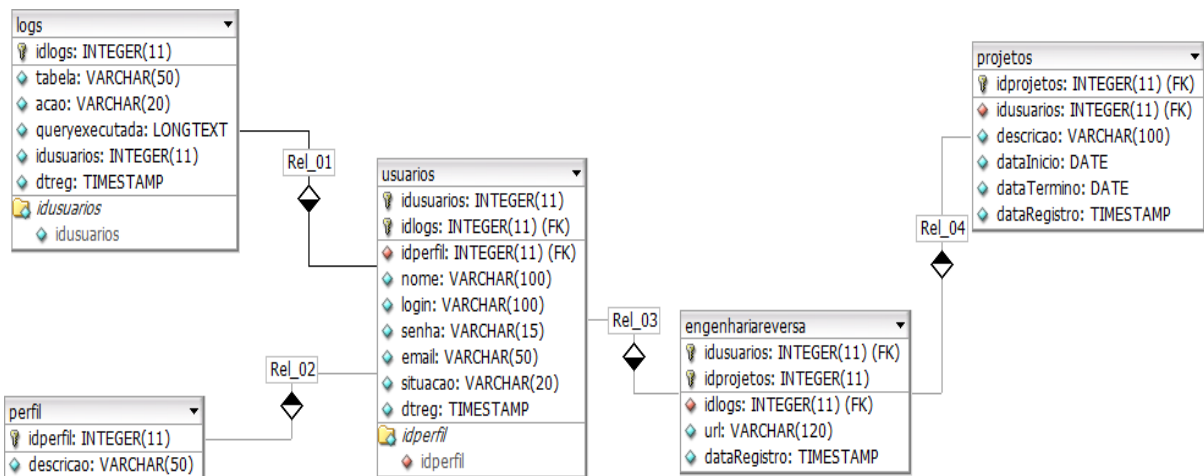 logs
idlogs: INTEGER(11)
tabela: VARCHAR(50)
acao: VARCHAR(20)
queryexecutada: LONGTEXT
idusuarios: INTEGER(11)
dtreg: TIMESTAMP
idusuarios
idusuarios
Rel_01
usuarios
idusuarios: INTEGER(11)
idlogs: INTEGER(11) (FK)
idperfil: INTEGER(11) (FK)
nome: VARCHAR(100)
login: VARCHAR(100)
senha: VARCHAR(15)
email: VARCHAR(50)
situacao: VARCHAR(20)
dtreg: TIMESTAMP
idperfil
idperfil
Rel_02
perfil
idperfil: INTEGER(11)
descricao: VARCHAR(50)
Rel_03
engenhariareversa
idusuarios: INTEGER(11) (FK)
idprojetos: INTEGER(11)
idlogs: INTEGER(11) (FK)
url: VARCHAR(120)
dataRegistro: TIMESTAMP
Rel_04
projetos
idprojetos: INTEGER(11) (FK)
idusuarios: INTEGER(11) (FK)
descricao: VARCHAR(100)
dataInicio: DATE
dataTermino: DATE
dataRegistro: TIMESTAMP